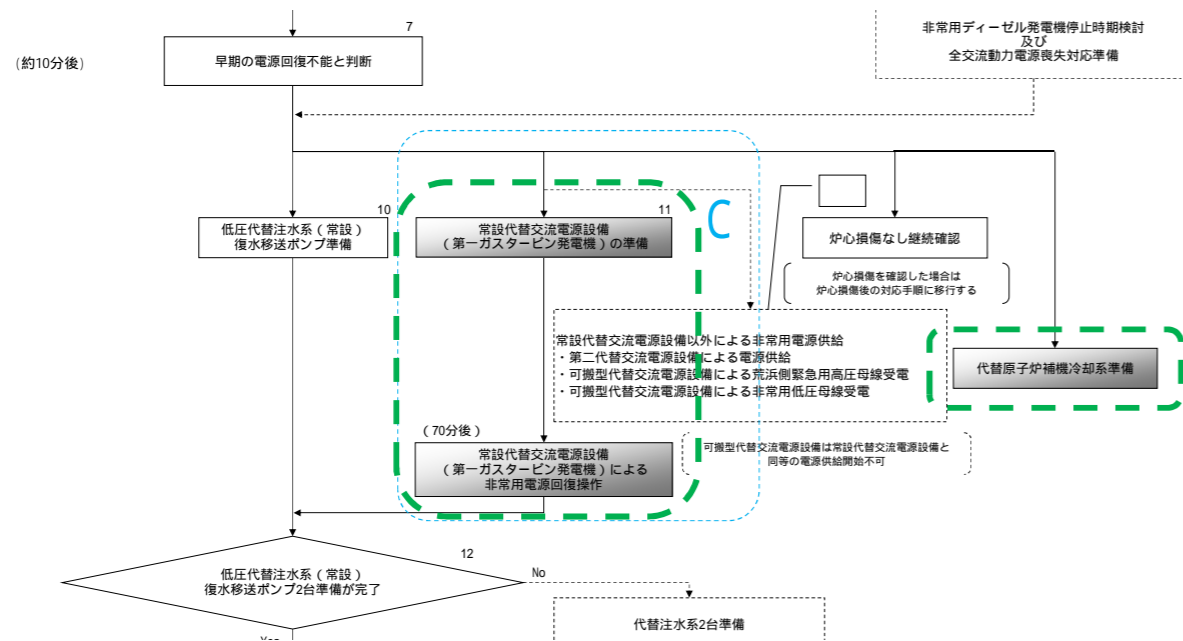 7
非常用ディーゼル発電機停止時期検討
及び
全交流動力電源喪失対応準備
(約10分後)
早期の電源回復不能と判断
10
低圧代替注水系(常設)
復水移送ポンプ準備
11
常設代替交流電源設備
(第一ガスタービン発電機)の準備
C
炉心損傷なし継続確認
炉心損傷を確認した場合は
炉心損傷後の対応手順に移行する
常設代替交流電源設備以外による非常用電源供給
・第二代替交流電源設備による電源供給
・可搬型代替交流電源設備による荒浜側緊急用高圧母線受電
・可搬型代替交流電源設備による非常用低圧母線受電
代替原子炉補機冷却系準備
(70分後)
常設代替交流電源設備
(第一ガスタービン発電機)による
非常用電源回復操作
可搬型代替交流電源設備は常設代替交流電源設備と
同等の電源供給開始不可
12
低圧代替注水系(常設)
復水移送ポンプ2台準備が完了
No
代替注水系2台準備
Yes